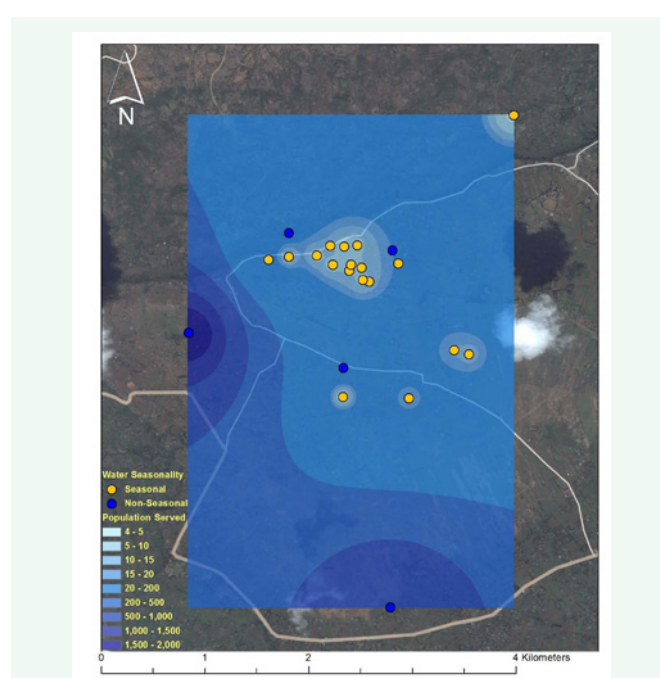 N
Water Seasonality
Seasonal
Non-Seasonal
Population Served
4 - 5
5 - 10
10 - 15
15 - 20
20 - 200
200 - 500
500 - 1,000
1,000 - 1,500
1,500 - 2,000
0 1 2 4 Kilometers